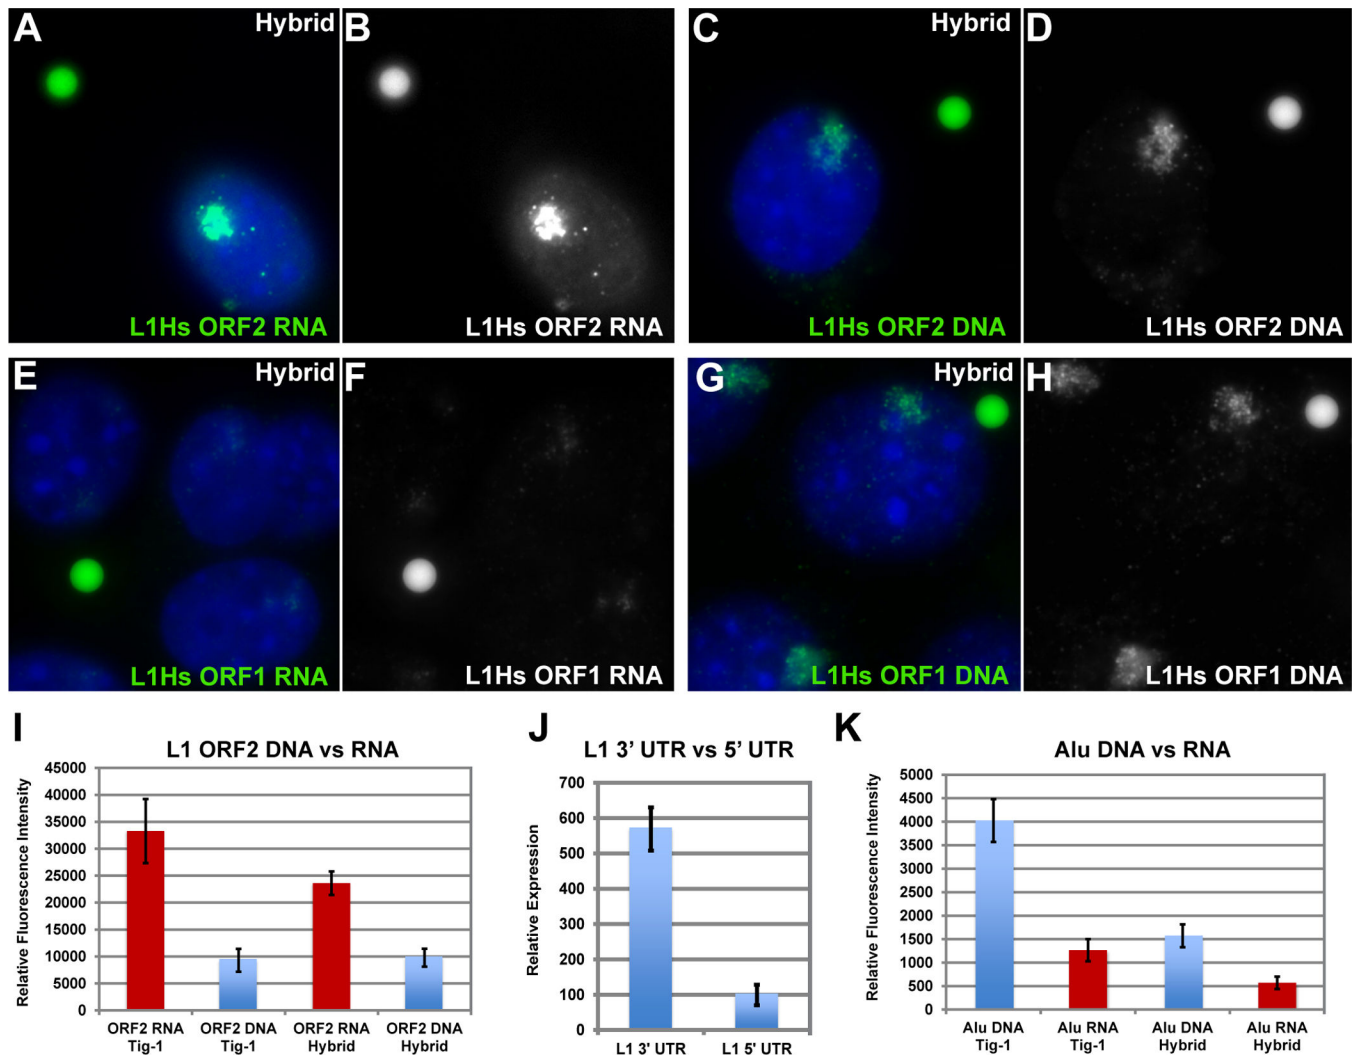 A Hybrid B C Hybrid D
L1Hs ORF2 RNA L1Hs ORF2 RNA L1Hs ORF2 DNA L1Hs ORF2 DNA
E Hybrid F G Hybrid H
L1Hs ORF1 RNA L1Hs ORF1 RNA L1Hs ORF1 DNA L1Hs ORF1 DNA
I
L1 ORF2 DNA vs RNA
Relative Fluorescence Intensity
45000
40000
35000
30000
25000
20000
15000
10000
5000
0
ORF2 RNA ORF2 DNA ORF2 RNA ORF2 DNA
Tig-1 Tig-1 Hybrid Hybrid
J
L1 3' UTR vs 5' UTR
Relative Expression
700
600
500
400
300
200
100
0
L1 3' UTR L1 5' UTR
K
Alu DNA vs RNA
Relative Fluorescence Intensity
5000
4500
4000
3500
3000
2500
2000
1500
1000
500
0
Alu DNA Alu RNA Alu DNA Alu RNA
Tig-1 Tig-1 Hybrid Hybrid